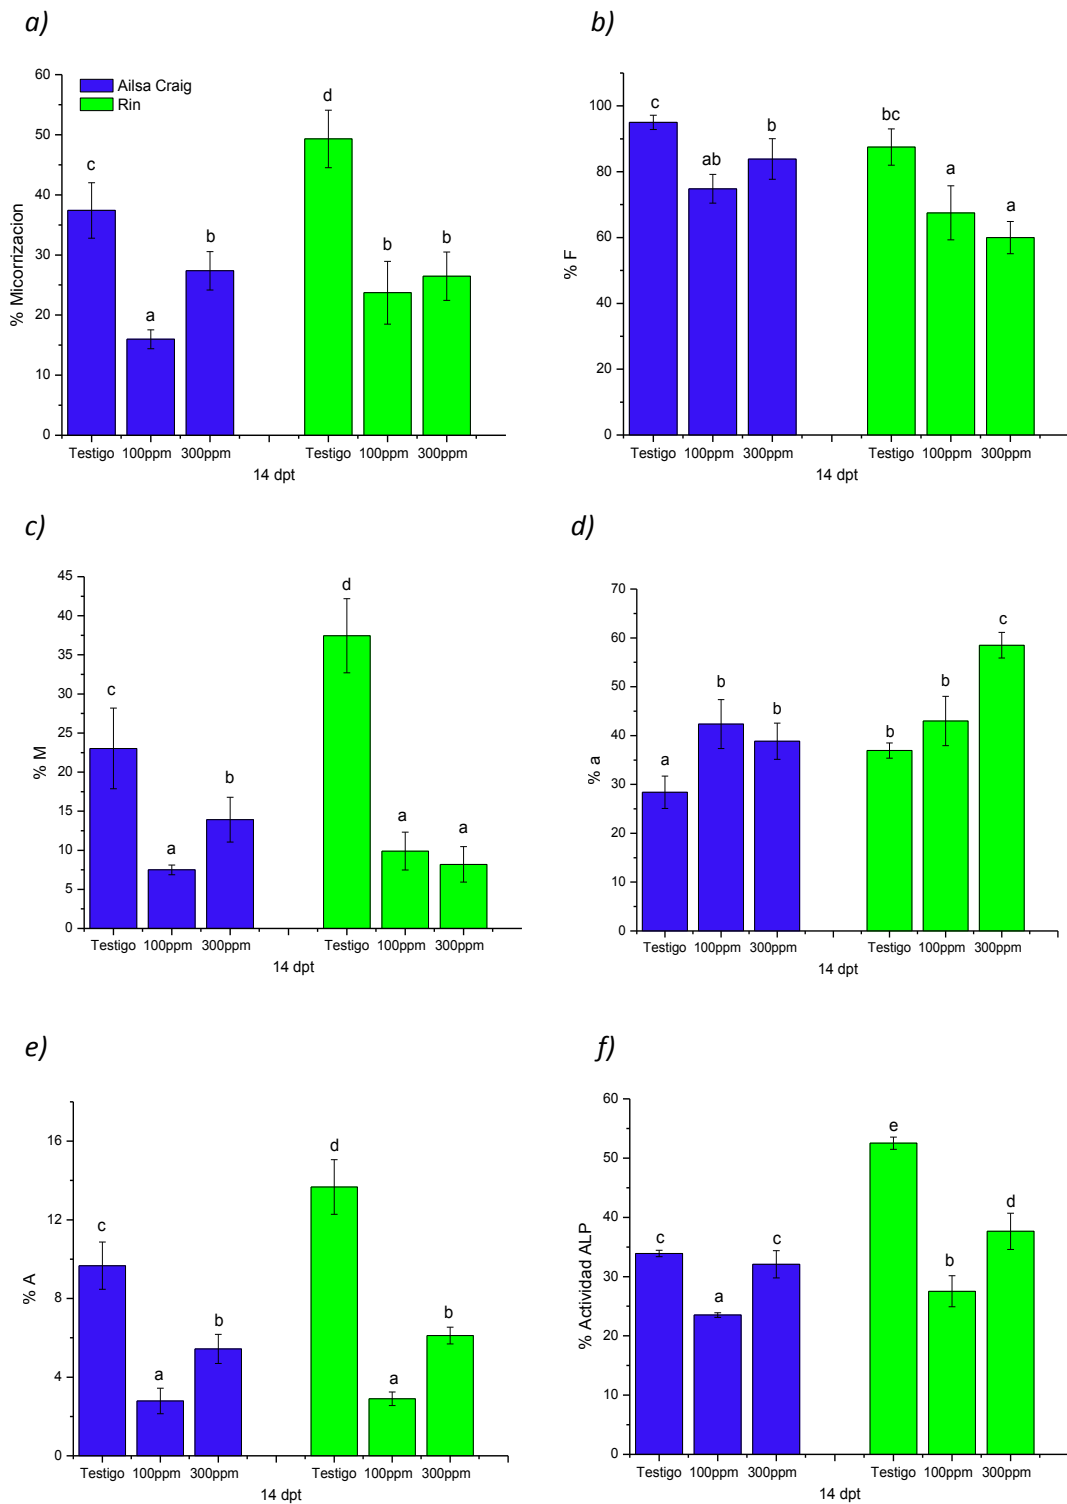 a)
60
50
40
30
20
10
0
% Micorrizacion
Ailsa Craig
Rin
c
a
b
d
b
b
Testigo 100ppm 300ppm Testigo 100ppm 300ppm
14 dpt
b)
100
80
60
40
20
0
% F
c
ab
b
bc
a
a
Testigo 100ppm 300ppm Testigo 100ppm 300ppm
14 dpt
c)
45
40
35
30
25
20
15
10
5
0
% M
c
a
b
d
a
a
Testigo 100ppm 300ppm Testigo 100ppm 300ppm
14 dpt
d)
70
60
50
40
30
20
10
0
% a
a
b
b
b
b
c
Testigo 100ppm 300ppm Testigo 100ppm 300ppm
14 dpt
e)
16
12
8
4
0
% A
c
a
b
d
a
b
Testigo 100ppm 300ppm Testigo 100ppm 300ppm
14 dpt
f)
60
50
40
30
20
10
0
% Actividad ALP
c
a
c
e
b
d
Testigo 100ppm 300ppm Testigo 100ppm 300ppm
14 dpt